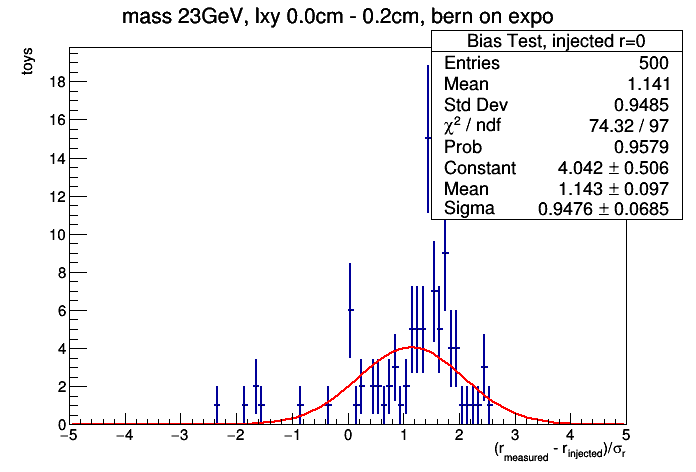 mass 23GeV, lxy 0.0cm - 0.2cm, bern on expo
toys
Bias Test, injected r=0
Entries 500
Mean 1.141
Std Dev 0.9485
χ² / ndf 74.32 / 97
Prob 0.9579
Constant 4.042 ± 0.506
Mean 1.143 ± 0.097
Sigma 0.9476 ± 0.0685
18
16
14
12
10
8
6
4
2
0
−5 −4 −3 −2 −1 0 1 2 3 4 5
(r_measured - r_injected)/σ_r